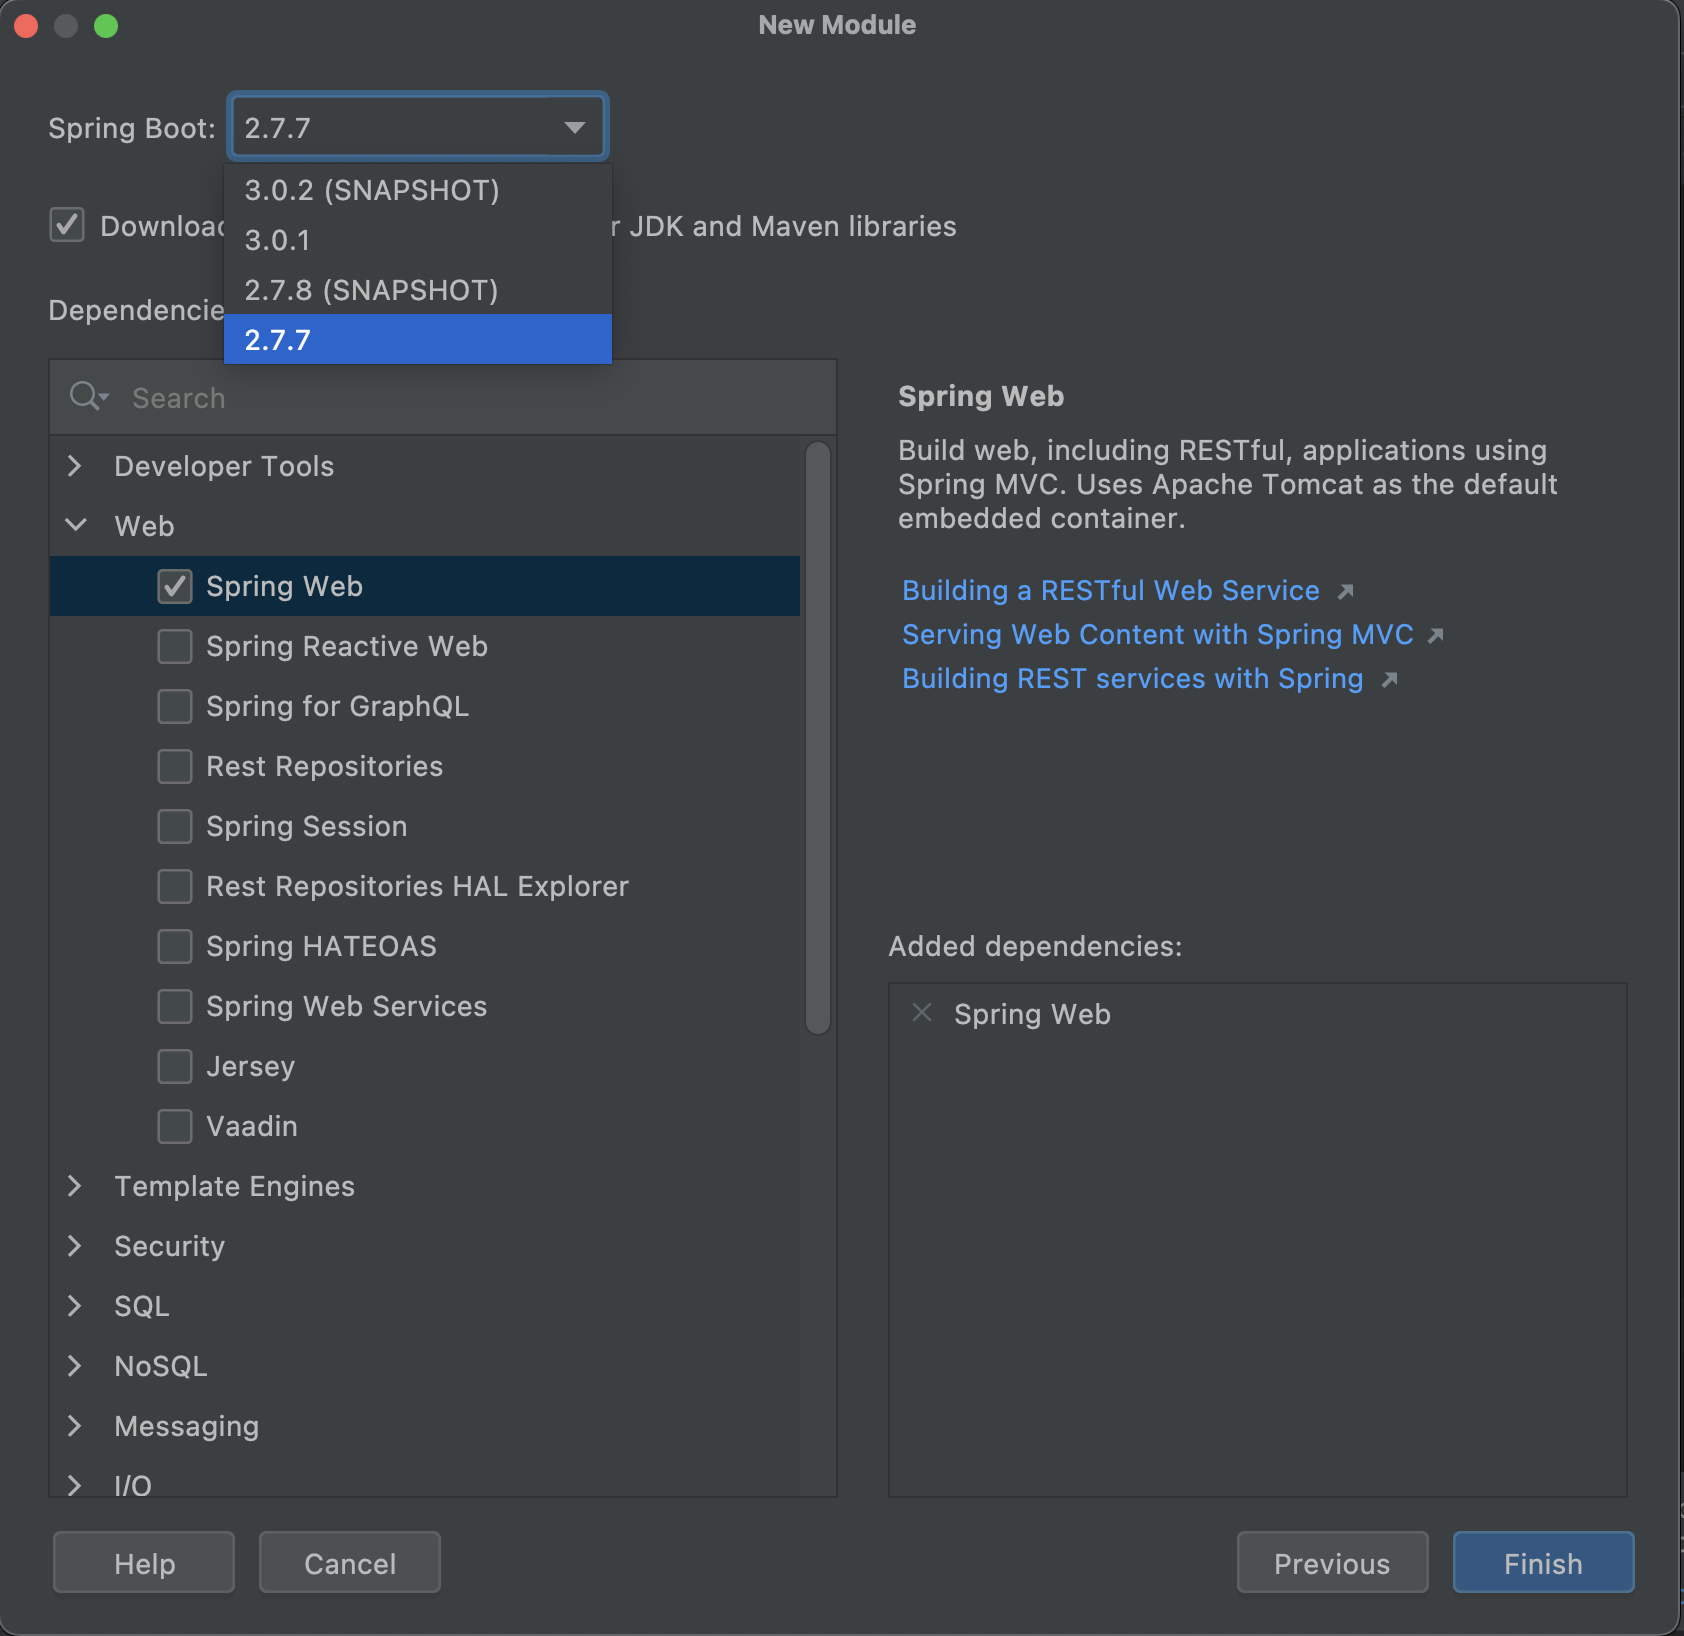 New Module
Spring Boot:
2.7.7
3.0.2 (SNAPSHOT)
3.0.1
2.7.8 (SNAPSHOT)
2.7.7
JDK and Maven libraries
Search
Developer Tools
Web
Spring Web
Spring Reactive Web
Spring for GraphQL
Rest Repositories
Spring Session
Rest Repositories HAL Explorer
Spring HATEOAS
Spring Web Services
Jersey
Vaadin
Template Engines
Security
SQL
NoSQL
Messaging
I/O
Spring Web
Build web, including RESTful, applications using
Spring MVC. Uses Apache Tomcat as the default
embedded container.
Building a RESTful Web Service
Serving Web Content with Spring MVC
Building REST services with Spring
Added dependencies:
Spring Web
Help
Cancel
Previous
Finish